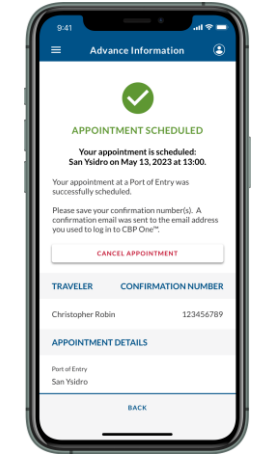 9:41
Advance Information
APPOINTMENT SCHEDULED
Your appointment is scheduled:
San Ysidro on May 13, 2023 at 13:00.
Your appointment at a Port of Entry was
successfully scheduled.
Please save your confirmation number(s). A
confirmation email was sent to the email address
you used to log in to CBP One™.
CANCEL APPOINTMENT
TRAVELER CONFIRMATION NUMBER
Christopher Robin 123456789
APPOINTMENT DETAILS
Port of Entry
San Ysidro
BACK